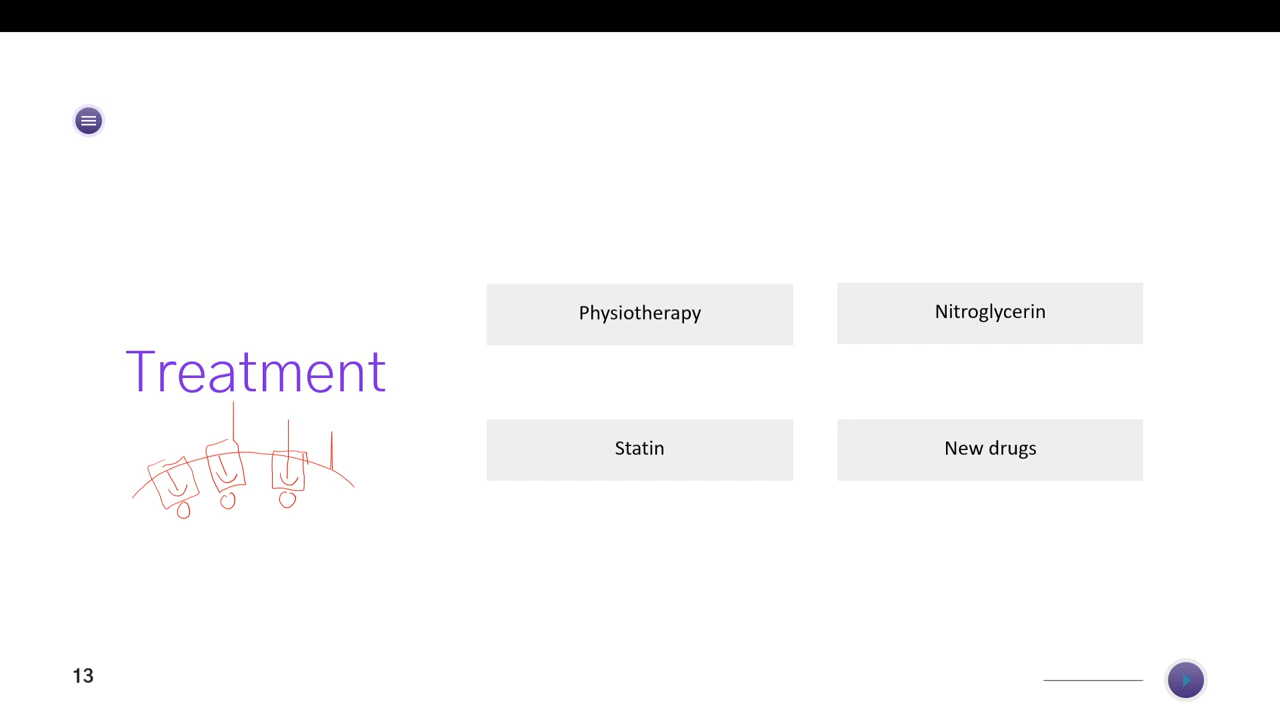 Treatment
Physiotherapy
Nitroglycerin
Statin
New drugs
13